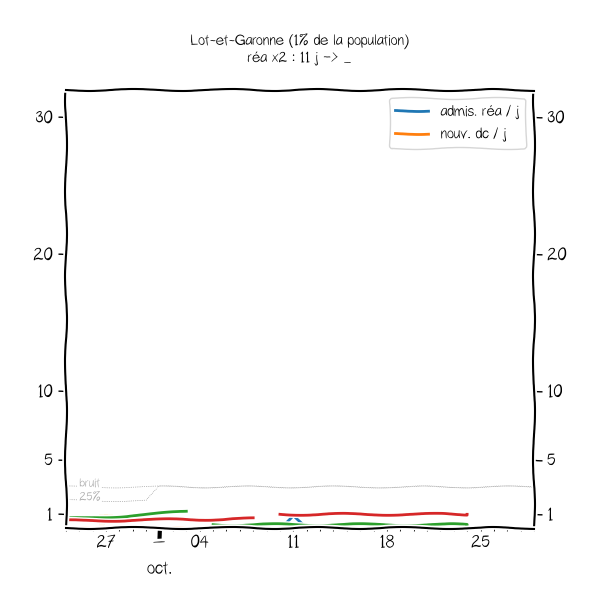 Lot-et-Garonne (1% de la population)
réa x2 : 11 j -> _
admis. réa / j
nouv. dc / j
30
30
20
20
10
10
5
5
bruit
25%
1
1
27
04
11
18
25
oct.